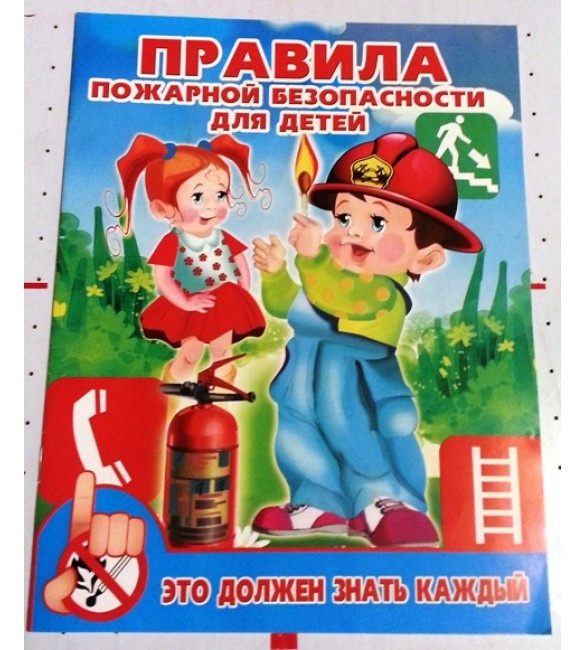 ПРАВИЛА
ПОЖАРНОЙ БЕЗОПАСНОСТИ
ДЛЯ ДЕТЕЙ
ЭТО ДОЛЖЕН ЗНАТЬ КАЖДЫЙ